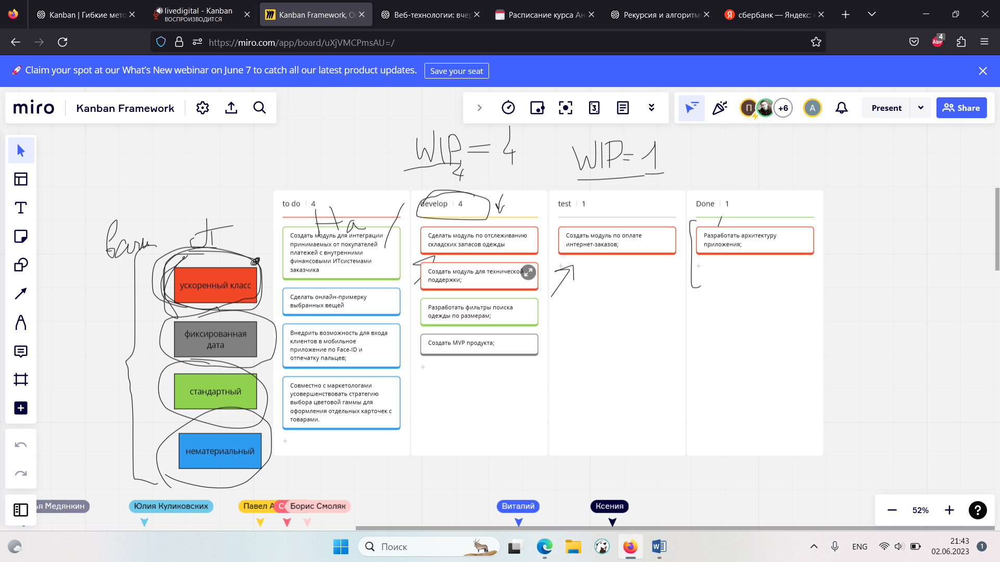 Kanban | Гибкие мето
livedigital - Kanban
ВОСПРОИЗВОДИТСЯ
Kanban Framework, О
Веб-технологии: вчер
Расписание курса Ан
Рекурсия и алгоритм
сбербанк — Яндекс:
https://miro.com/app/board/uXjVMCPmsAU=/
ABP
4
🚀 Claim your spot at our What's New webinar on June 7 to catch all our latest product updates.
Save your seat
miro
Kanban Framework
3
П
+6
A
Present
Share
WIP = 4
4
WIP = 1
to do 4
develop 4
test 1
Done 1
На
Создать модуль для интеграции
принимаемых от покупателей
платежей с внутренними
финансовыми ИТсистемами
заказчика
Сделать онлайн-примерку
выбранных вещей
Внедрить возможность для входа
клиентов в мобильное
приложение по Face-ID и
отпечатку пальцев;
Совместно с маркетологами
усовершенствовать стратегию
выбора цветовой гаммы для
оформления отдельных карточек с
товарами.
Сделать модуль по отслеживанию
складских запасов одежды
Создать модуль для технической
поддержки;
Разработать фильтры поиска
одежды по размерам;
Создать MVP продукта;
Создать модуль по оплате
интернет-заказов;
Разработать архитектуру
приложения;
ускоренный класс
фиксированная
дата
стандартный
нематериальный
ья Медянкин
Юлия Куликовских
Павел А
С
Борис Смоляк
Виталий
Ксения
52%
?
Поиск
ENG
21:43
02.06.2023
1